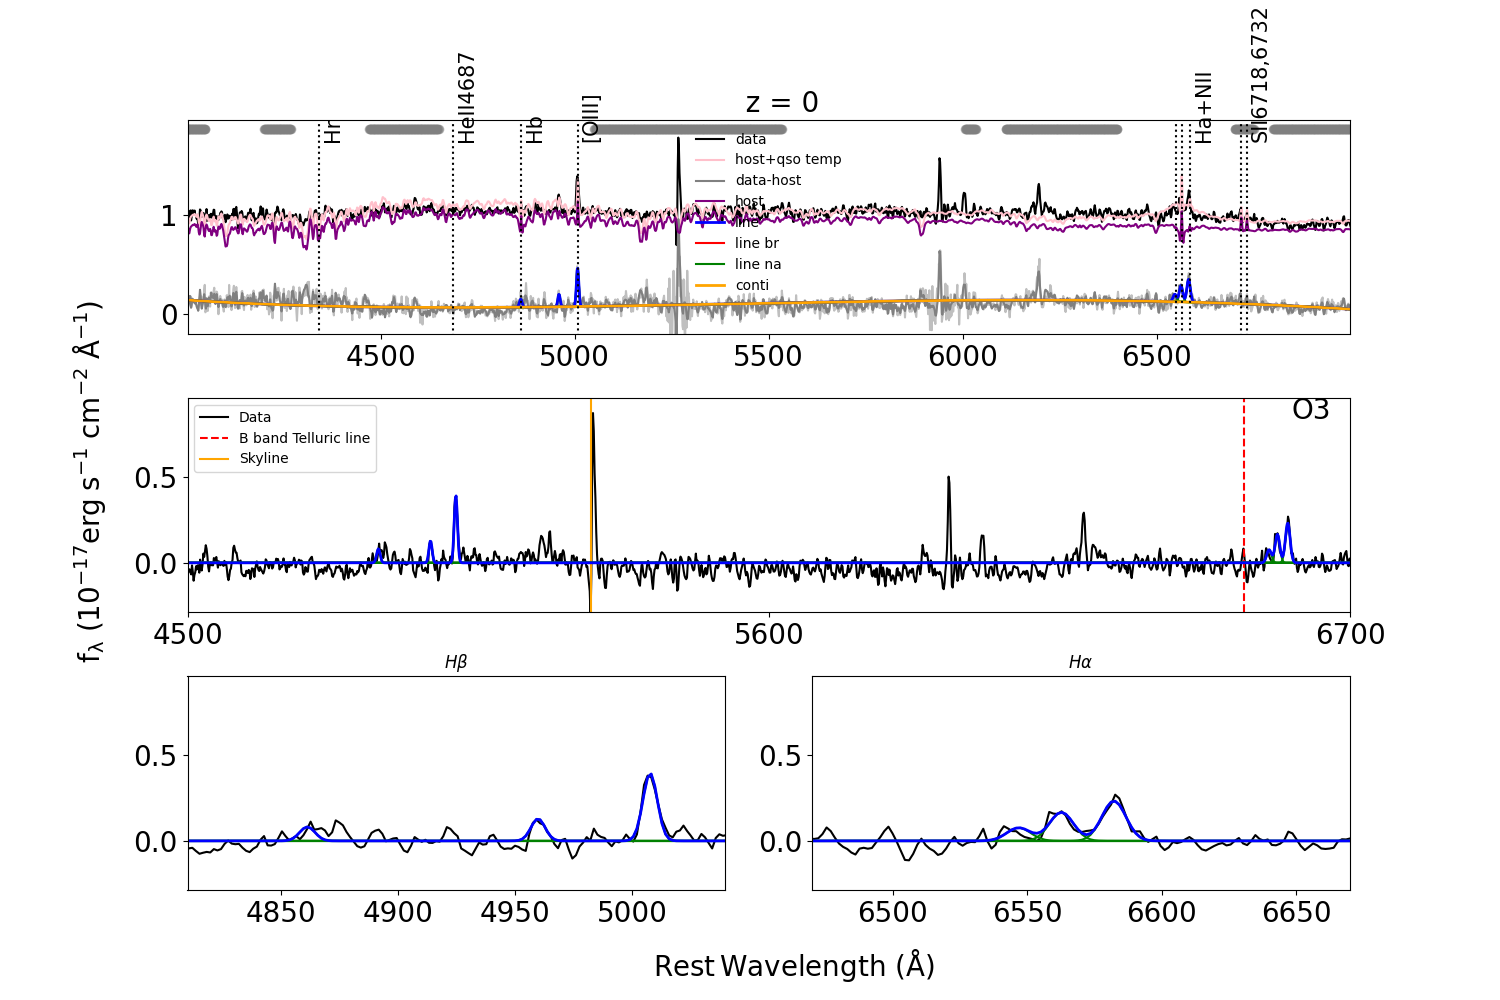 z = 0
Hr
HeII4687
Hb
[OIII]
Ha+NII
SII6718,6732
data
host+qso temp
data-host
host
line
line br
line na
conti
1
0
4500 5000 5500 6000 6500
f_λ (10⁻¹⁷erg s⁻¹ cm⁻² Å⁻¹)
Data
B band Telluric line
Skyline
O3
0.5
0.0
4500 5600 6700
Hβ
0.5
0.0
4850 4900 4950 5000
Hα
0.5
0.0
6500 6550 6600 6650
Rest Wavelength (Å)